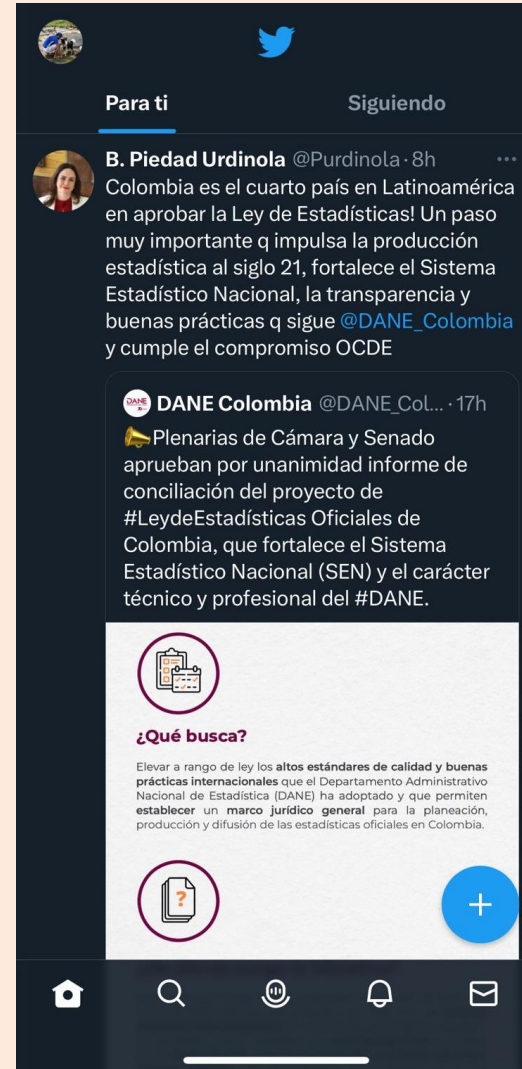 Para ti
Siguiendo
B. Piedad Urdinola @Purdinola · 8h
Colombia es el cuarto país en Latinoamérica
en aprobar la Ley de Estadísticas! Un paso
muy importante q impulsa la producción
estadística al siglo 21, fortalece el Sistema
Estadístico Nacional, la transparencia y
buenas prácticas q sigue @DANE_Colombia
y cumple el compromiso OCDE
DANE
DANE Colombia @DANE_Col... · 17h
Plenarias de Cámara y Senado
aprueban por unanimidad informe de
conciliación del proyecto de
#LeydeEstadísticas Oficiales de
Colombia, que fortalece el Sistema
Estadístico Nacional (SEN) y el carácter
técnico y profesional del #DANE.
¿Qué busca?
Elevar a rango de ley los altos estándares de calidad y buenas
prácticas internacionales que el Departamento Administrativo
Nacional de Estadística (DANE) ha adoptado y que permiten
establecer un marco jurídico general para la planeación,
producción y difusión de las estadísticas oficiales en Colombia.
?